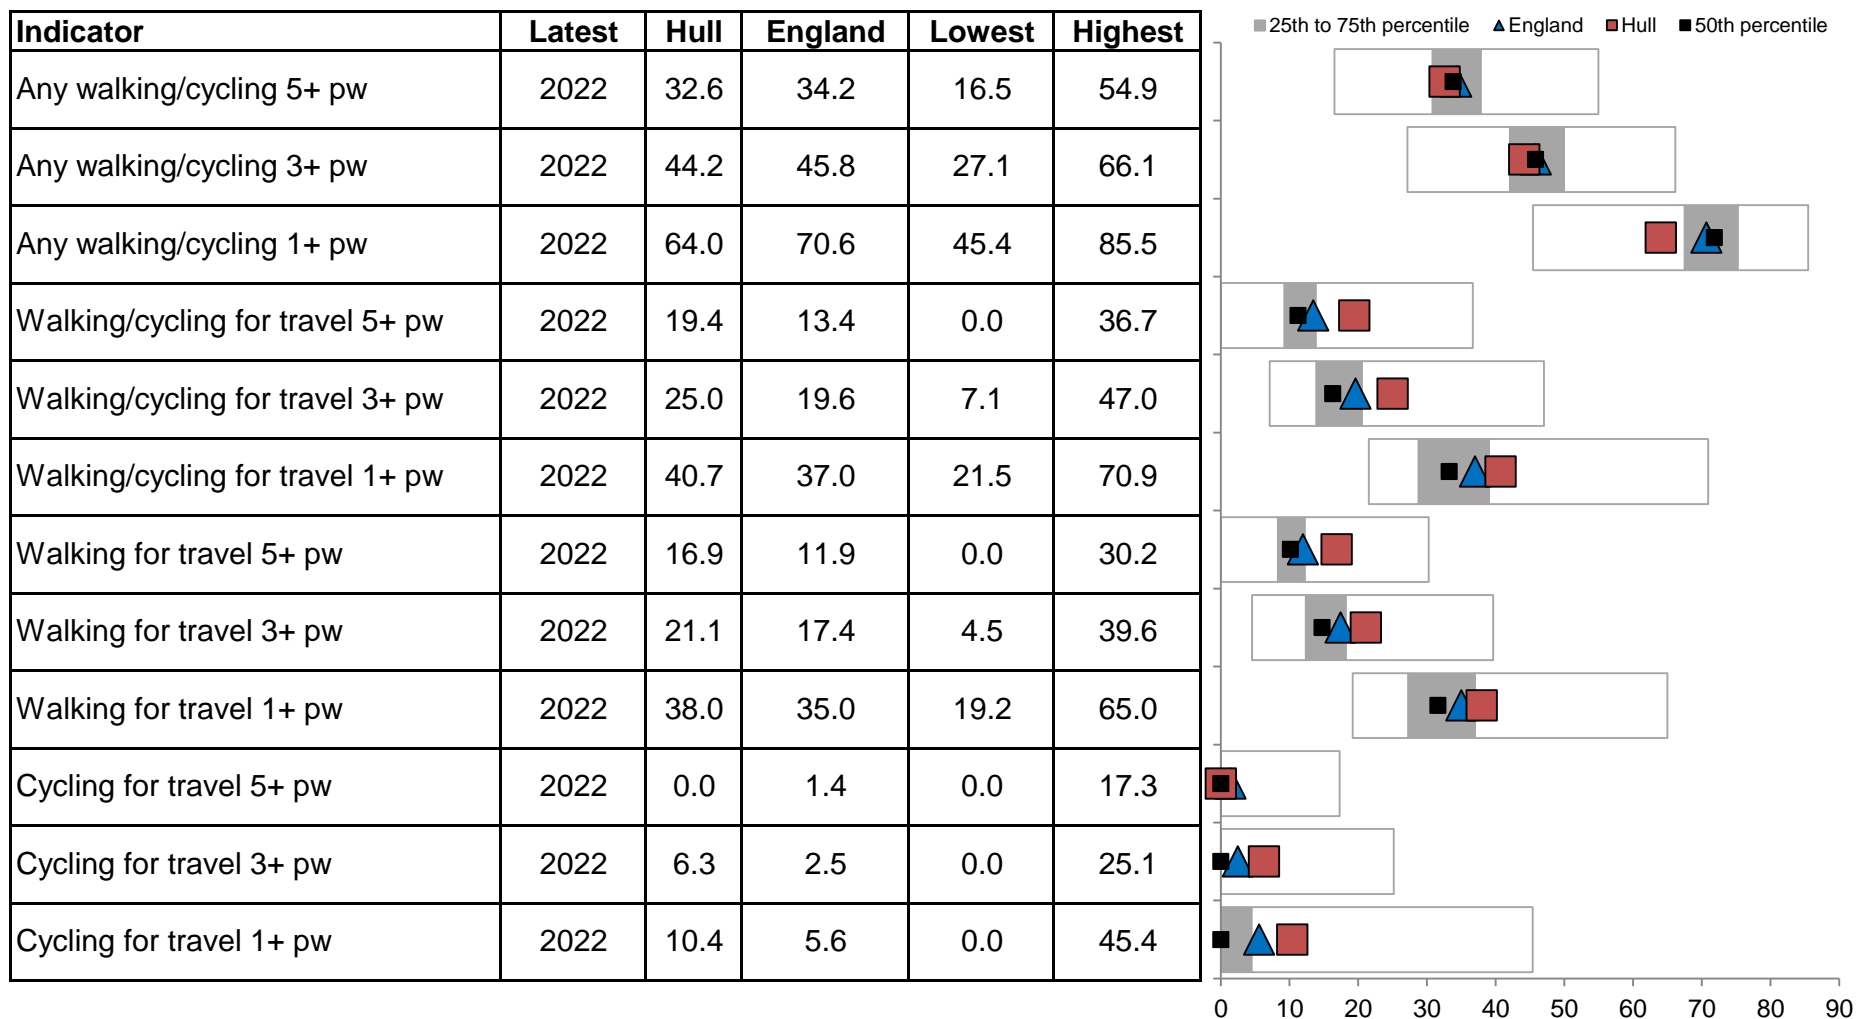 Indicator Latest Hull England Lowest Highest
25th to 75th percentile England Hull 50th percentile
Any walking/cycling 5+ pw 2022 32.6 34.2 16.5 54.9
Any walking/cycling 3+ pw 2022 44.2 45.8 27.1 66.1
Any walking/cycling 1+ pw 2022 64.0 70.6 45.4 85.5
Walking/cycling for travel 5+ pw 2022 19.4 13.4 0.0 36.7
Walking/cycling for travel 3+ pw 2022 25.0 19.6 7.1 47.0
Walking/cycling for travel 1+ pw 2022 40.7 37.0 21.5 70.9
Walking for travel 5+ pw 2022 16.9 11.9 0.0 30.2
Walking for travel 3+ pw 2022 21.1 17.4 4.5 39.6
Walking for travel 1+ pw 2022 38.0 35.0 19.2 65.0
Cycling for travel 5+ pw 2022 0.0 1.4 0.0 17.3
Cycling for travel 3+ pw 2022 6.3 2.5 0.0 25.1
Cycling for travel 1+ pw 2022 10.4 5.6 0.0 45.4
0 10 20 30 40 50 60 70 80 90